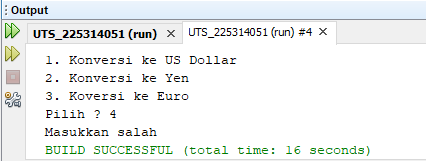 Output
UTS_225314051 (run) × UTS_225314051 (run) #4 ×
1. Konversi ke US Dollar
2. Konversi ke Yen
3. Koversi ke Euro
Pilih ? 4
Masukkan salah
BUILD SUCCESSFUL (total time: 16 seconds)